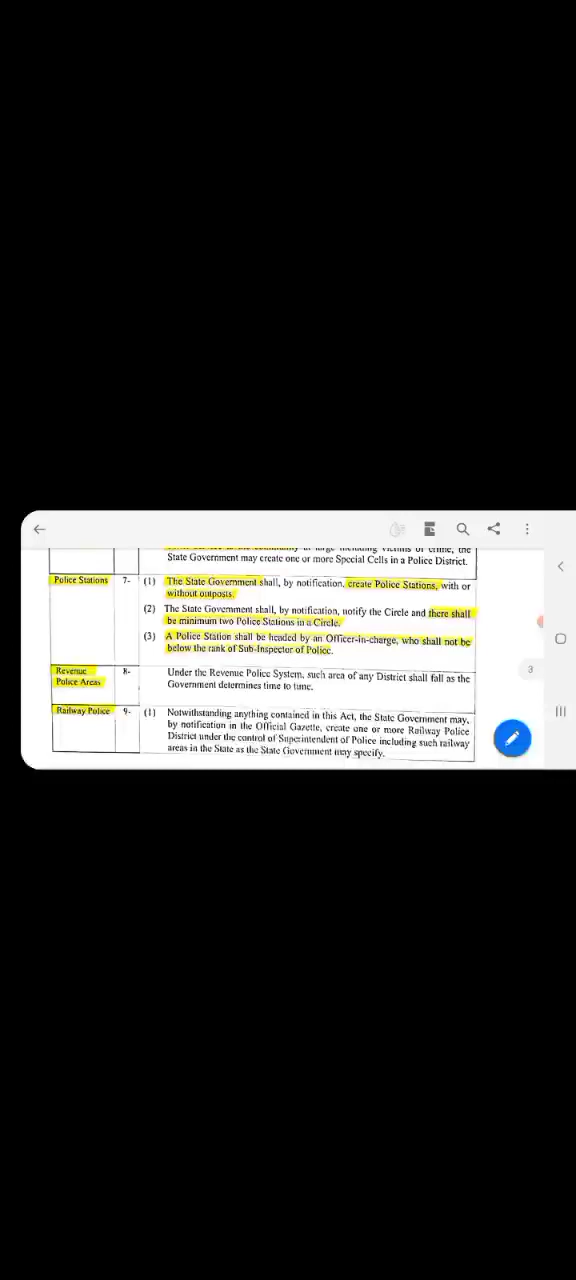 large including victims of crime, the
State Government may create one or more Special Cells in a Police District.
Police Stations 7- (1) The State Government shall, by notification, create Police Stations, with or
without outposts.
(2) The State Government shall, by notification, notify the Circle and there shall
be minimum two Police Stations in a Circle.
(3) A Police Station shall be headed by an Officer-in-charge, who shall not be
below the rank of Sub-Inspector of Police.
Revenue
Police Areas
8- Under the Revenue Police System, such area of any District shall fall as the
Government determines time to time.
3
Railway Police 9- (1) Notwithstanding anything contained in this Act, the State Government may,
by notification in the Official Gazette, create one or more Railway Police
District under the control of Superintendent of Police including such railway
areas in the State as the State Government may specify.